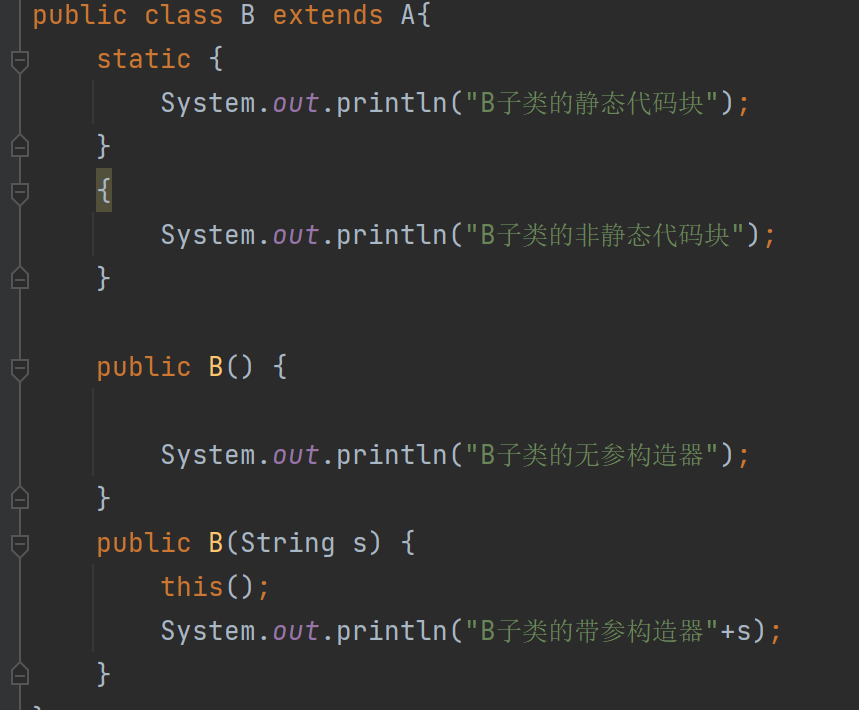 public class B extends A{
static {
System.out.println("B子类的静态代码块");
}
{
System.out.println("B子类的非静态代码块");
}
public B() {
System.out.println("B子类的无参构造器");
}
public B(String s) {
this();
System.out.println("B子类的带参构造器"+s);
}
}